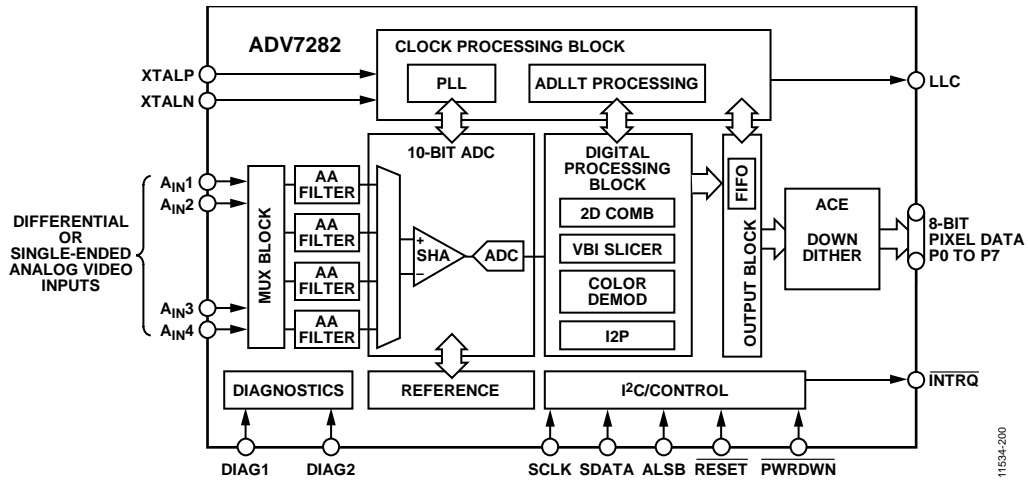 ADV7282
CLOCK PROCESSING BLOCK
PLL
ADLLT PROCESSING
XTALP
XTALN
LLC
10-BIT ADC
DIGITAL
PROCESSING
BLOCK
2D COMB
VBI SLICER
COLOR
DEMOD
I2P
DIFFERENTIAL
OR
SINGLE-ENDED
ANALOG VIDEO
INPUTS
AIN1
AIN2
AIN3
AIN4
MUX BLOCK
AA
FILTER
AA
FILTER
AA
FILTER
AA
FILTER
+
SHA
–
ADC
FIFO
OUTPUT BLOCK
ACE
DOWN
DITHER
8-BIT
PIXEL DATA
P0 TO P7
DIAGNOSTICS
REFERENCE
I2C/CONTROL
INTRQ
DIAG1
DIAG2
SCLK
SDATA
ALSB
RESET
PWRDWN
11534-200